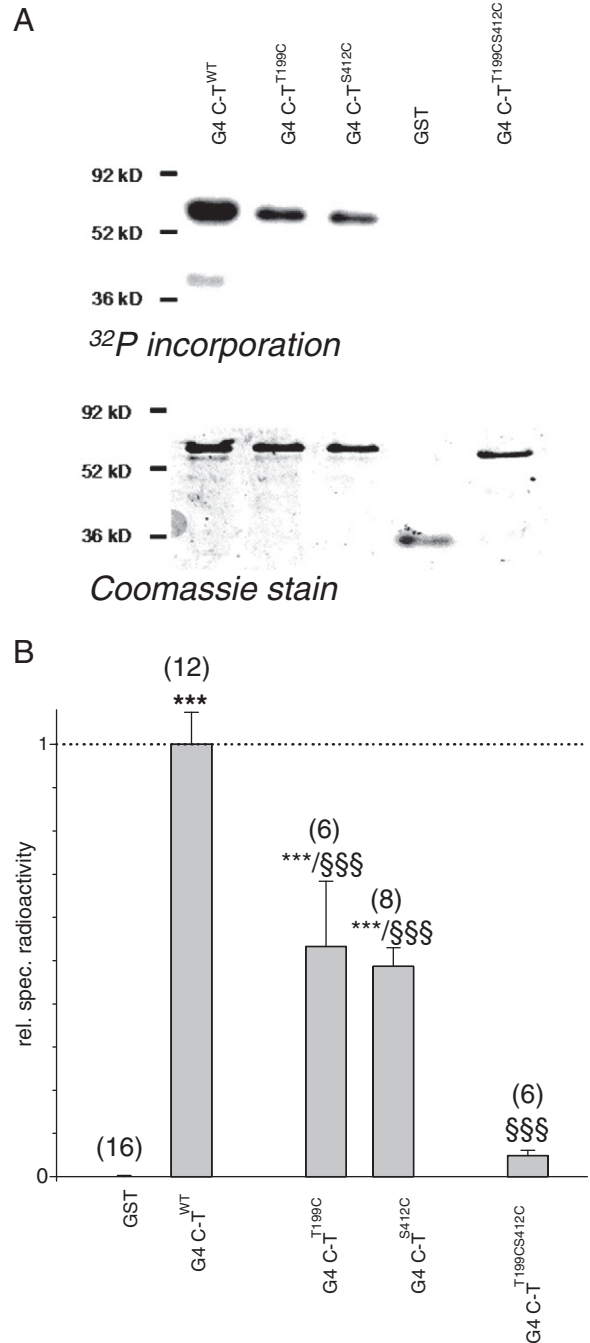 A
G4 C-T^WT
G4 C-T^T199C
G4 C-T^S412C
GST
G4 C-T^T199CS412C
92 kD
52 kD
36 kD
³²P incorporation
92 kD
52 kD
36 kD
Coomassie stain
B
(12)
***
1
(6)
***/§§§
(8)
***/§§§
rel. spec. radioactivity
(6)
§§§
(16)
0
GST
G4 C-T^WT
G4 C-T^T199C
G4 C-T^S412C
G4 C-T^T199CS412C